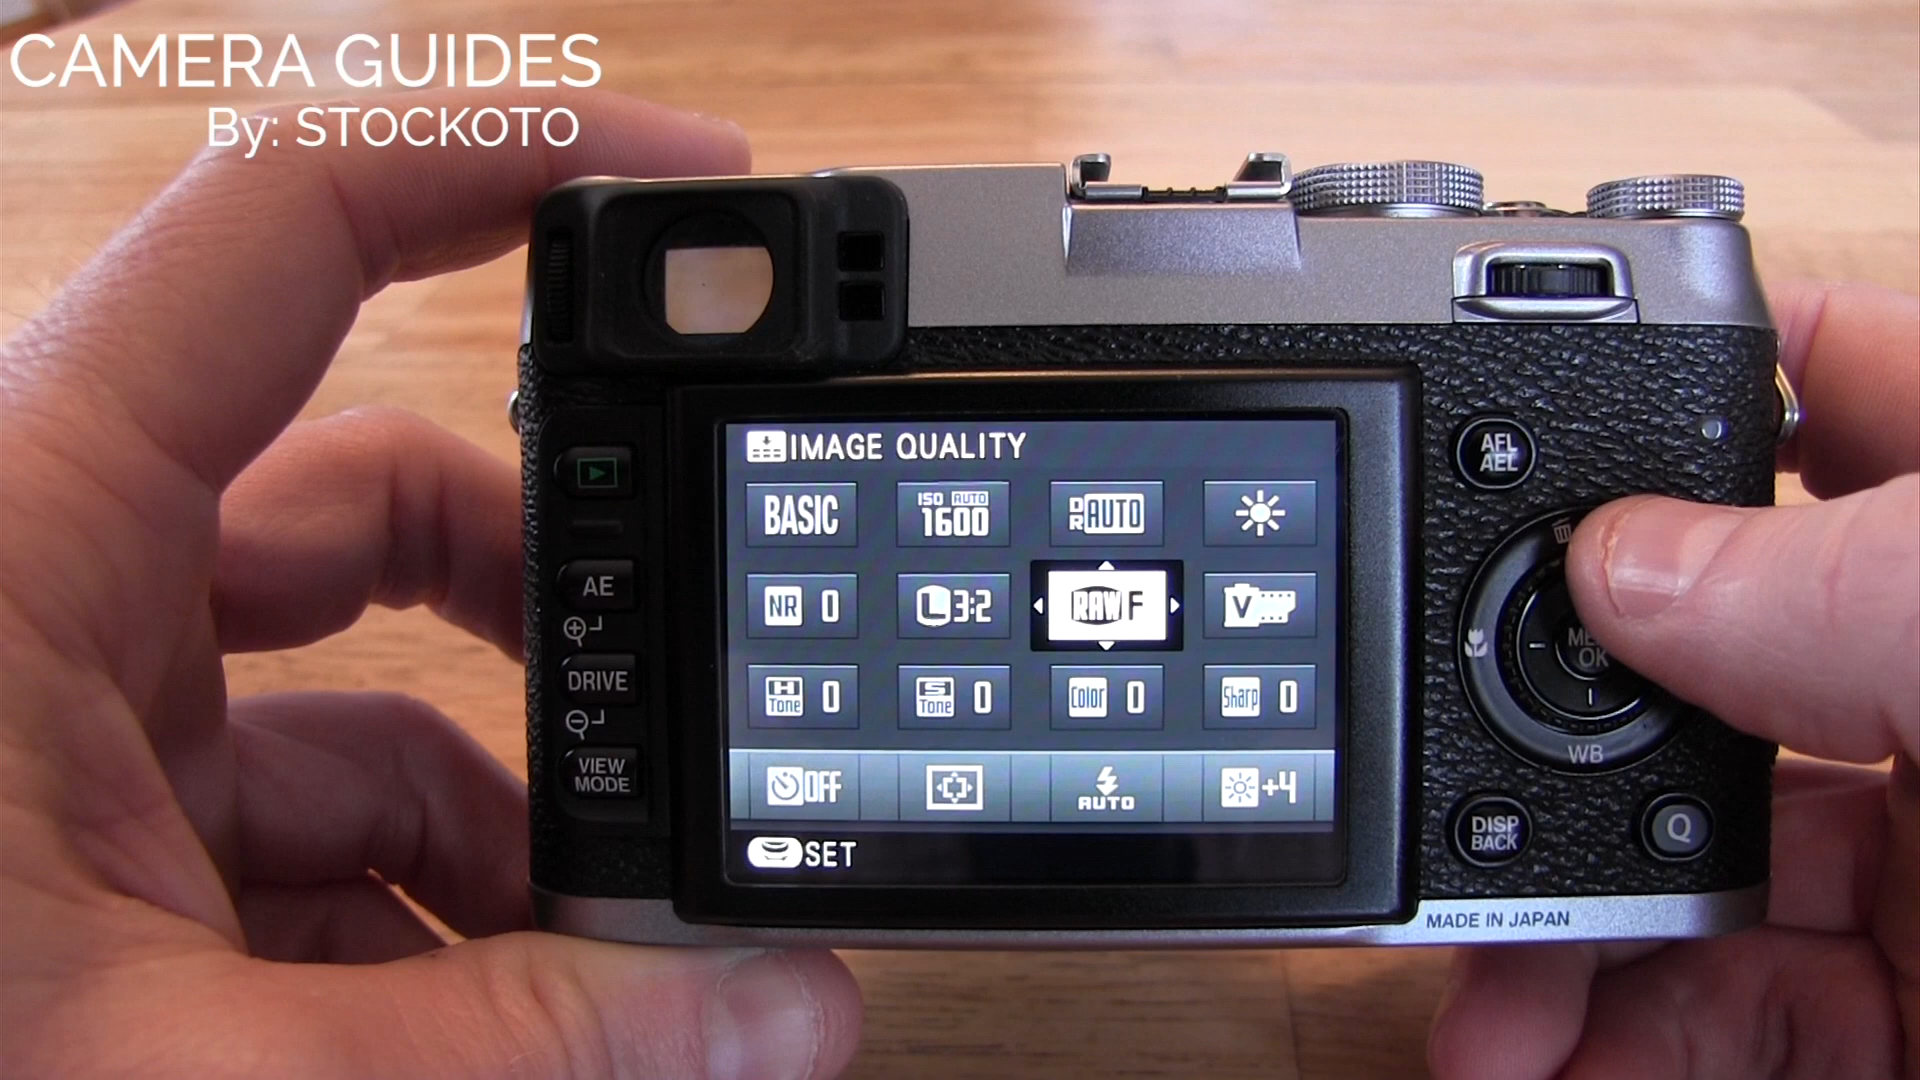 CAMERA GUIDES
By: STOCKOTO
IMAGE QUALITY
BASIC
ISO AUTO 1600
DR AUTO
NR 0
L 3:2
RAW F
V
H Tone 0
S Tone 0
Color 0
Sharp 0
OFF
AUTO
+4
SET
AE
DRIVE
VIEW
MODE
AFL
AEL
ME
OK
WB
DISP
BACK
Q
MADE IN JAPAN